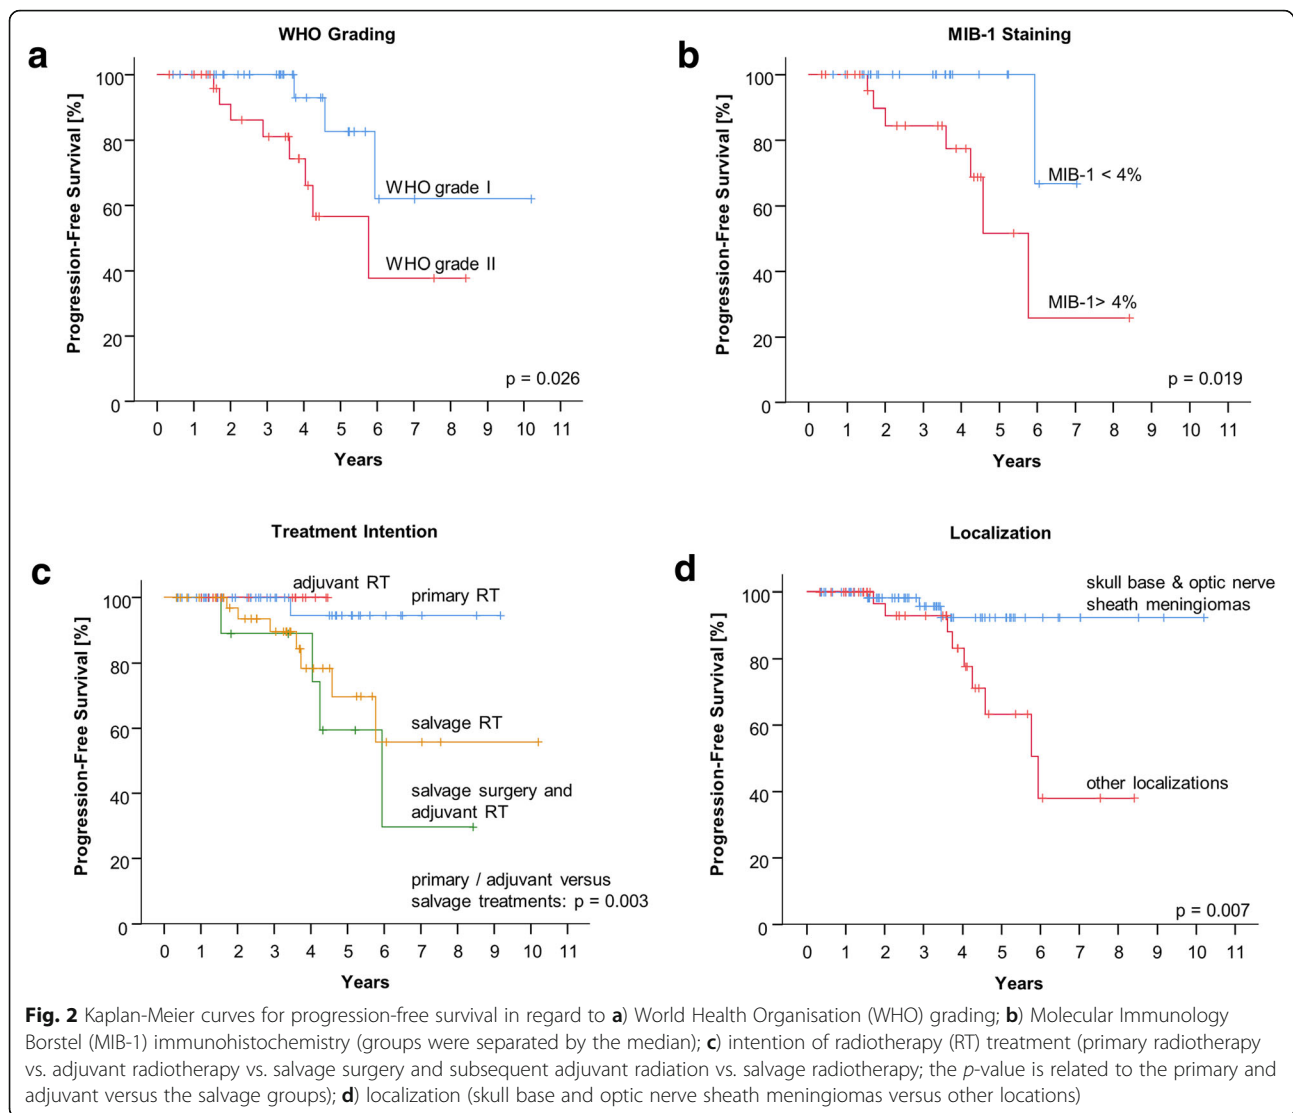 WHO Grading
a
Progression-Free Survival [%]
100
80
60
40
20
0
WHO grade I
WHO grade II
p = 0.026
0 1 2 3 4 5 6 7 8 9 10 11
Years
MIB-1 Staining
b
Progression-Free Survival [%]
100
80
60
40
20
0
MIB-1 < 4%
MIB-1> 4%
p = 0.019
0 1 2 3 4 5 6 7 8 9 10 11
Years
Treatment Intention
c
Progression-Free Survival [%]
100
80
60
40
20
0
adjuvant RT
primary RT
salvage RT
salvage surgery and
adjuvant RT
primary / adjuvant versus
salvage treatments: p = 0.003
0 1 2 3 4 5 6 7 8 9 10 11
Years
Localization
d
Progression-Free Survival [%]
100
80
60
40
20
0
skull base & optic nerve
sheath meningiomas
other localizations
p = 0.007
0 1 2 3 4 5 6 7 8 9 10 11
Years
Fig. 2 Kaplan-Meier curves for progression-free survival in regard to a) World Health Organisation (WHO) grading; b) Molecular Immunology
Borstel (MIB-1) immunohistochemistry (groups were separated by the median); c) intention of radiotherapy (RT) treatment (primary radiotherapy
vs. adjuvant radiotherapy vs. salvage surgery and subsequent adjuvant radiation vs. salvage radiotherapy; the p-value is related to the primary and
adjuvant versus the salvage groups); d) localization (skull base and optic nerve sheath meningiomas versus other locations)